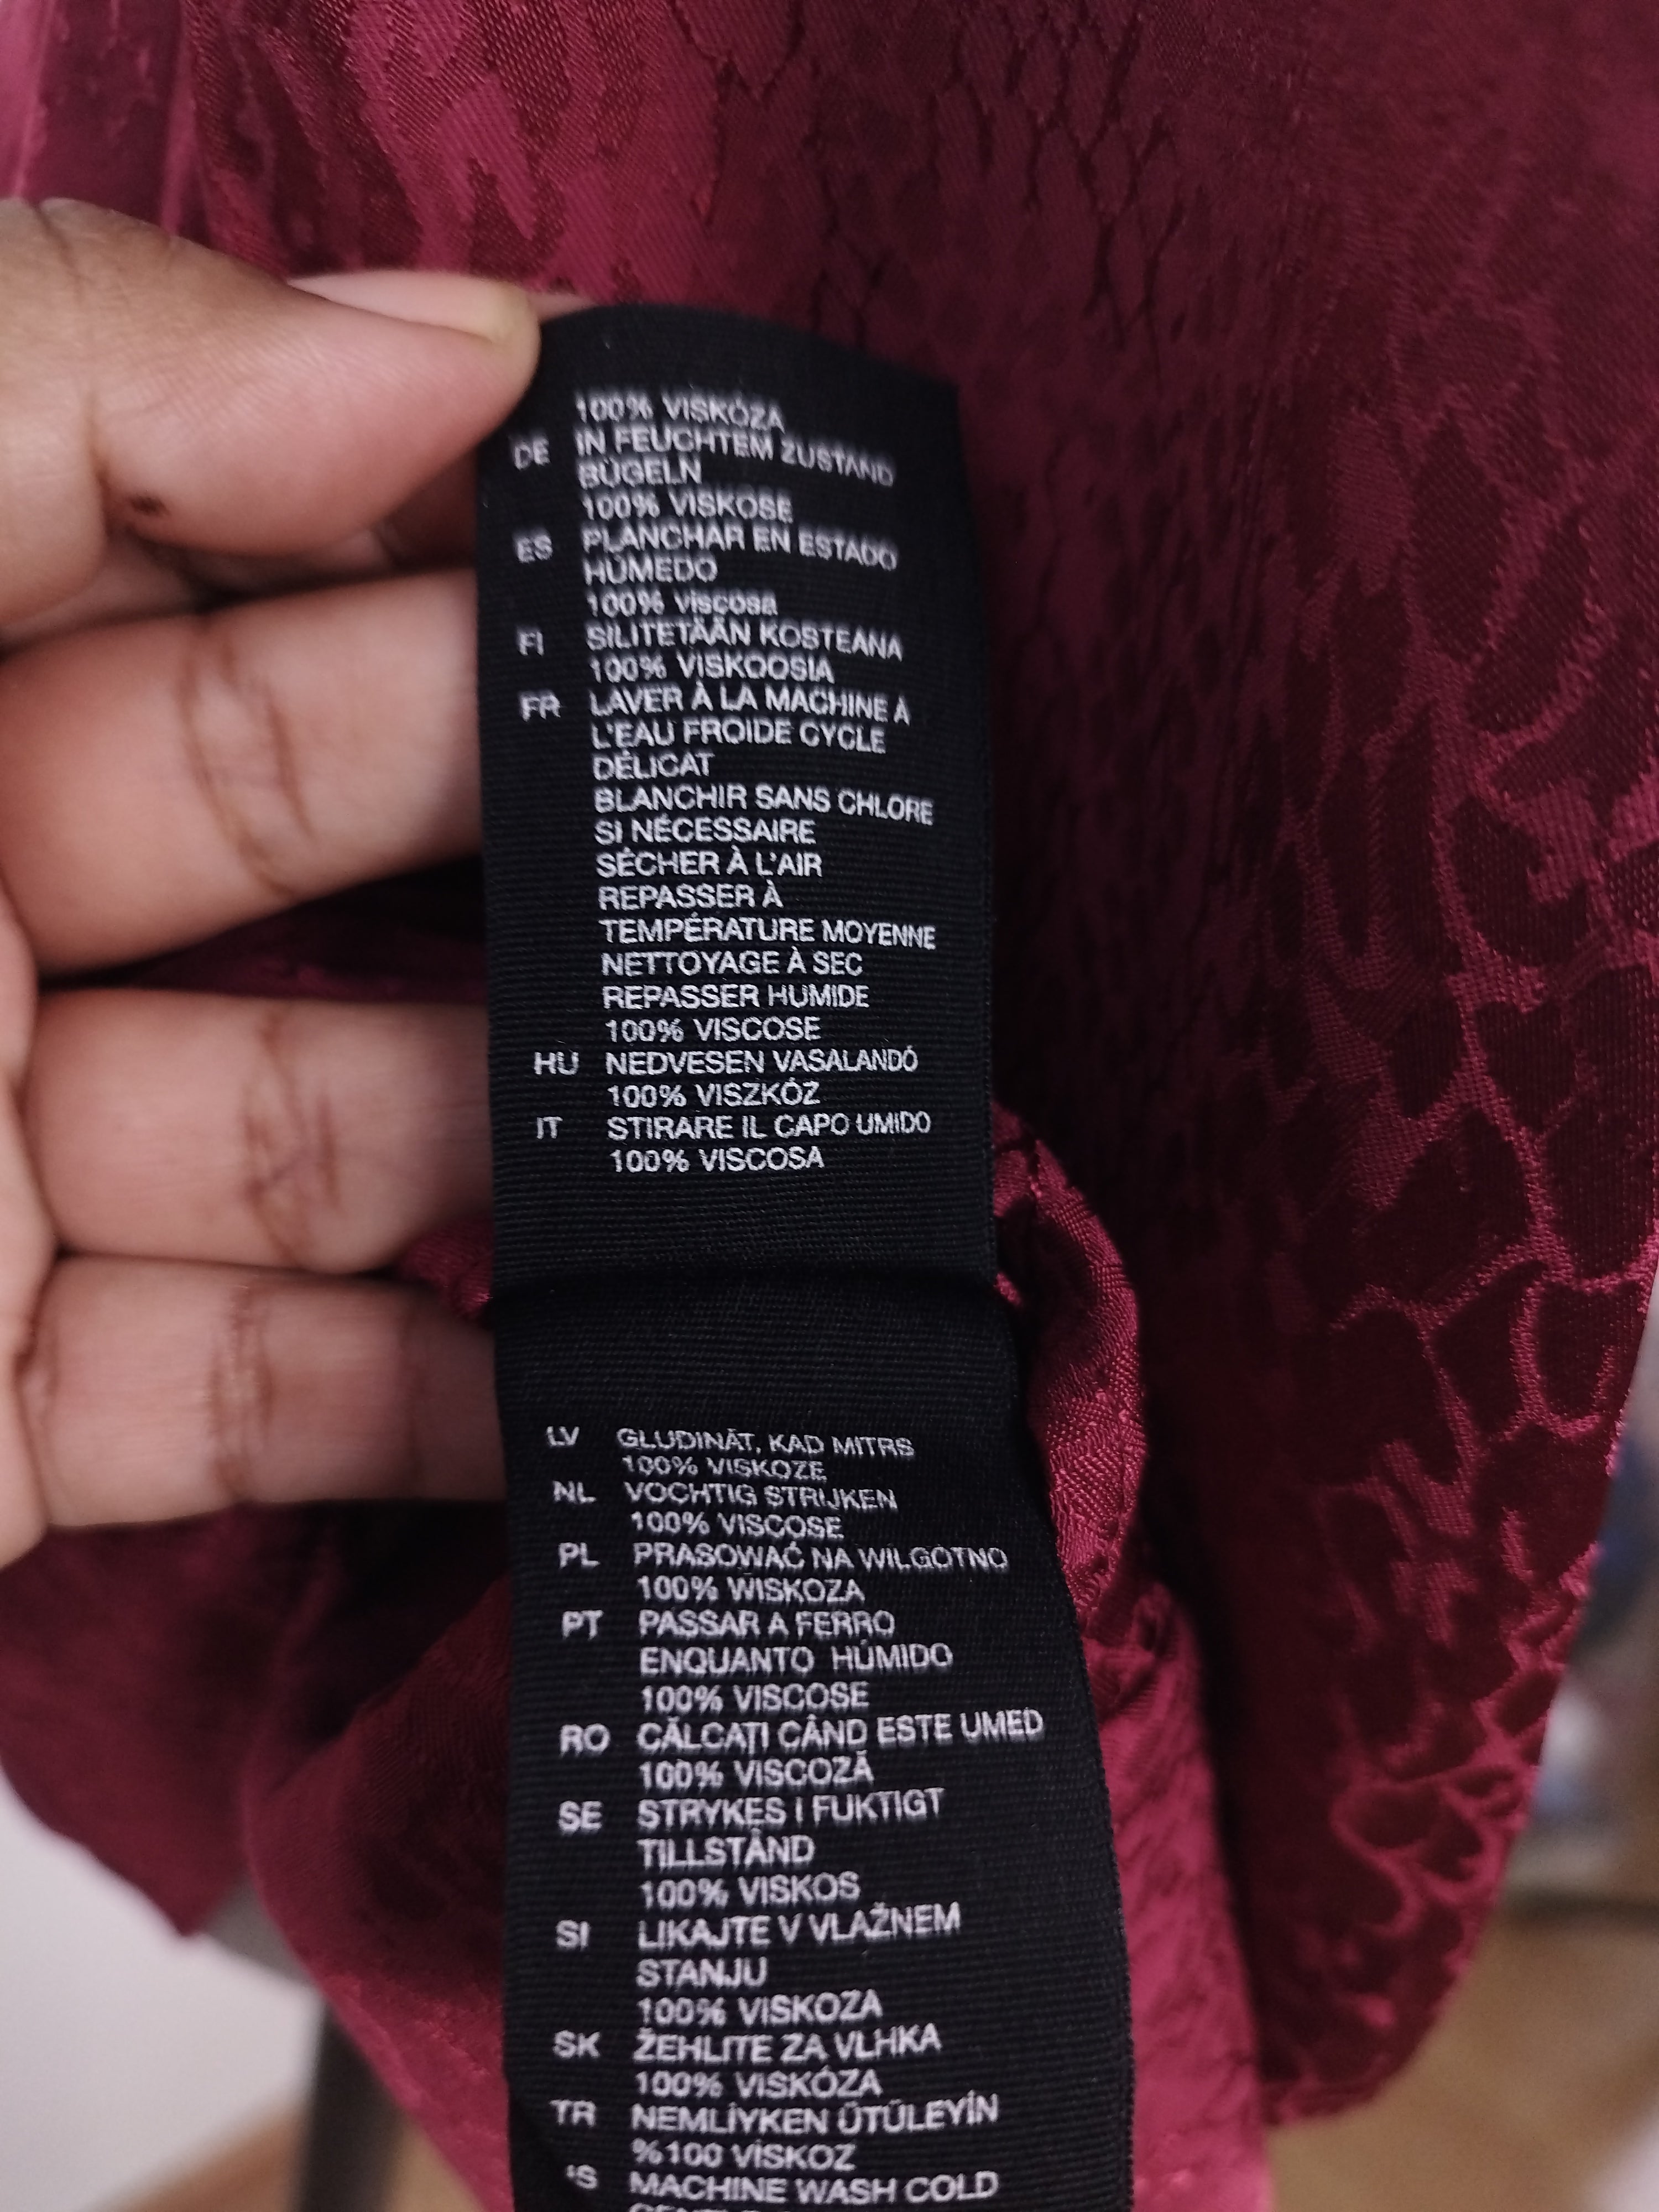 100% VISKÓZA
DE IN FEUCHTEM ZUSTAND
BÜGELN
100% VISKOSE
ES PLANCHAR EN ESTADO
HÚMEDO
100% viscosa
FI SILITETÄÄN KOSTEANA
100% VISKOOSIA
FR LAVER À LA MACHINE À
L'EAU FROIDE CYCLE
DÉLICAT
BLANCHIR SANS CHLORE
SI NÉCESSAIRE
SÉCHER À L'AIR
REPASSER À
TEMPÉRATURE MOYENNE
NETTOYAGE À SEC
REPASSER HUMIDE
100% VISCOSE
HU NEDVESEN VASALANDÓ
100% VISZKÓZ
IT STIRARE IL CAPO UMIDO
100% VISCOSA
LV GLUDINĀT, KAD MITRS
100% VISKOZE
NL VOCHTIG STRIJKEN
100% VISCOSE
PL PRASOWAĆ NA WILGOTNO
100% WISKOZA
PT PASSAR A FERRO
ENQUANTO HÚMIDO
100% VISCOSE
RO CĂLCAȚI CÂND ESTE UMED
100% VISCOZĂ
SE STRYKES I FUKTIGT
TILLSTÅND
100% VISKOS
SI LIKAJTE V VLAŽNEM
STANJU
100% VISKOZA
SK ŽEHLITE ZA VLHKA
100% VISKÓZA
TR NEMLİYKEN ÜTÜLEYİN
%100 VİSKOZ
MACHINE WASH COLD